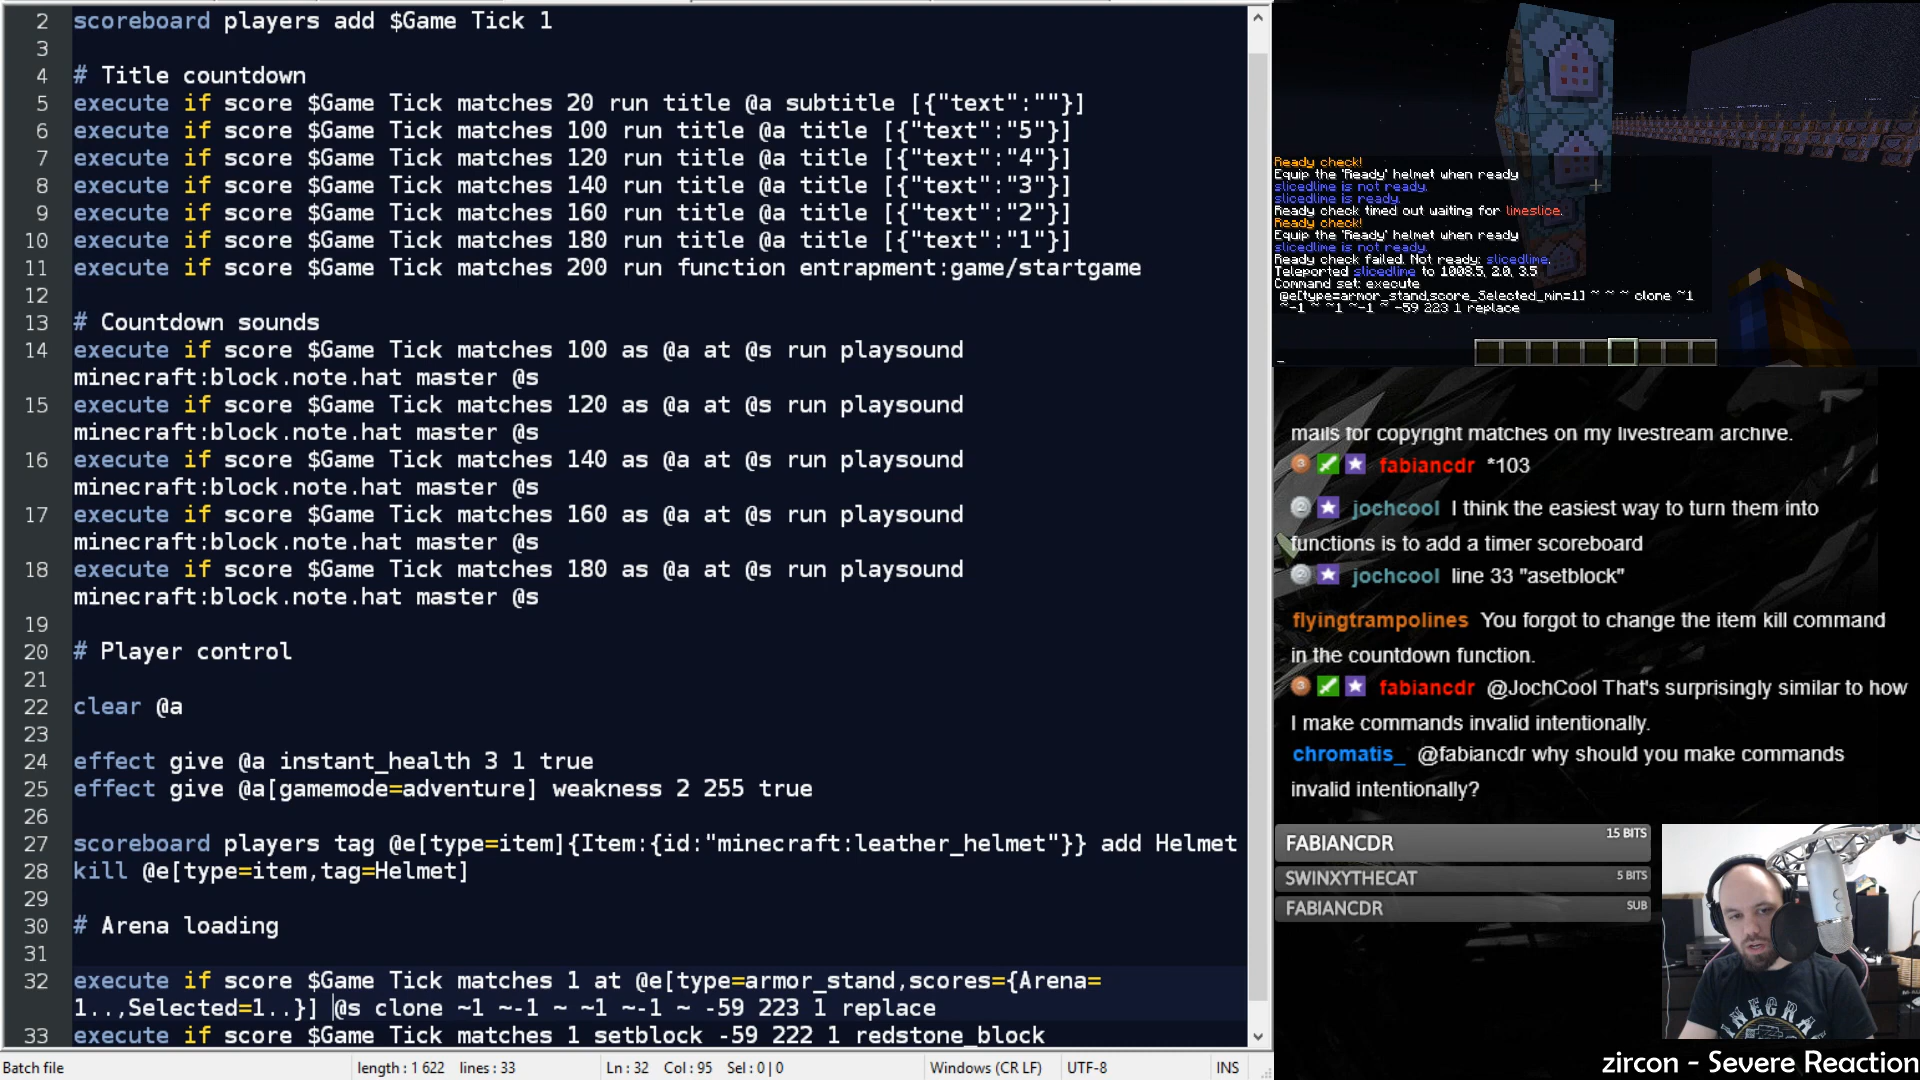 2 scoreboard players add $Game Tick 1
3
4 # Title countdown
5 execute if score $Game Tick matches 20 run title @a subtitle [{"text":""}]
6 execute if score $Game Tick matches 100 run title @a title [{"text":"5"}]
7 execute if score $Game Tick matches 120 run title @a title [{"text":"4"}]
8 execute if score $Game Tick matches 140 run title @a title [{"text":"3"}]
9 execute if score $Game Tick matches 160 run title @a title [{"text":"2"}]
10 execute if score $Game Tick matches 180 run title @a title [{"text":"1"}]
11 execute if score $Game Tick matches 200 run function entrapment:game/startgame
12
13 # Countdown sounds
14 execute if score $Game Tick matches 100 as @a at @s run playsound
minecraft:block.note.hat master @s
15 execute if score $Game Tick matches 120 as @a at @s run playsound
minecraft:block.note.hat master @s
16 execute if score $Game Tick matches 140 as @a at @s run playsound
minecraft:block.note.hat master @s
17 execute if score $Game Tick matches 160 as @a at @s run playsound
minecraft:block.note.hat master @s
18 execute if score $Game Tick matches 180 as @a at @s run playsound
minecraft:block.note.hat master @s
19
20 # Player control
21
22 clear @a
23
24 effect give @a instant_health 3 1 true
25 effect give @a[gamemode=adventure] weakness 2 255 true
26
27 scoreboard players tag @e[type=item]{Item:{id:"minecraft:leather_helmet"}} add Helmet
28 kill @e[type=item,tag=Helmet]
29
30 # Arena loading
31
32 execute if score $Game Tick matches 1 at @e[type=armor_stand,scores={Arena=
1..,Selected=1..}] @s clone ~1 ~-1 ~ ~1 ~-1 ~ -59 223 1 replace
33 execute if score $Game Tick matches 1 setblock -59 222 1 redstone_block
Batch file
length : 1 622 lines : 33
Ln : 32 Col : 95 Sel : 0 | 0
Windows (CR LF)
UTF-8
INS
Ready check!
Equip the 'Ready' helmet when ready
slicedlime is not ready.
slicedlime is ready.
Ready check timed out waiting for limeslice.
Ready check!
Equip the 'Ready' helmet when ready
slicedlime is not ready.
Ready check failed. Not ready: slicedlime.
Teleported slicedlime to 1008.5, 2.0, 3.5
Command set: execute
@e[type=armor_stand,score_Selected_min=1] ~ ~ ~ clone ~1
~-1 ~ ~1 ~-1 ~ -59 223 1 replace
mails for copyright matches on my livestream archive.
fabiancdr *103
jochcool I think the easiest way to turn them into
functions is to add a timer scoreboard
jochcool line 33 "asetblock"
flyingtrampolines You forgot to change the item kill command
in the countdown function.
fabiancdr @JochCool That's surprisingly similar to how
I make commands invalid intentionally.
chromatis_ @fabiancdr why should you make commands
invalid intentionally?
FABIANCDR 15 BITS
SWINXYTHECAT 5 BITS
FABIANCDR SUB
zircon - Severe Reaction